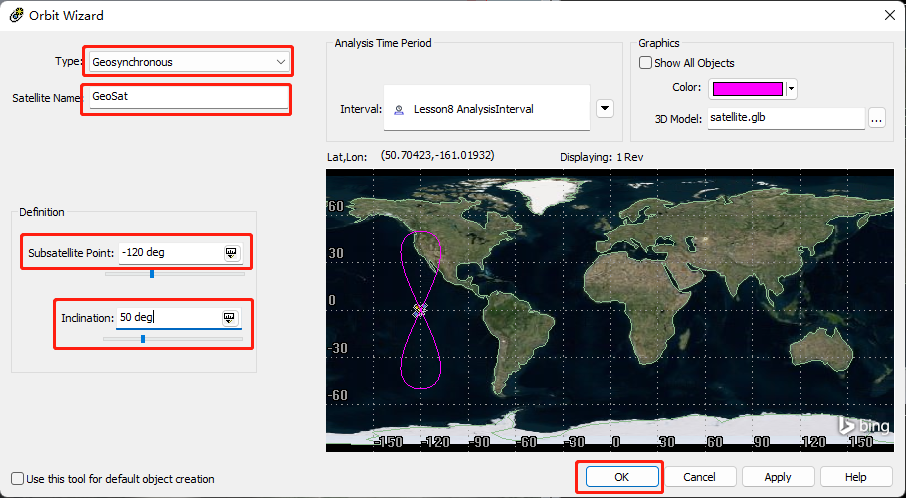 Orbit Wizard
Type: Geosynchronous
Satellite Name: GeoSat
Analysis Time Period
Interval: Lesson8 AnalysisInterval
Graphics
Show All Objects
Color:
3D Model: satellite.glb ...
Lat,Lon: (50.70423,-161.01932) Displaying: 1 Rev
Definition
Subsatellite Point: -120 deg
Inclination: 50 deg
60
30
0
-30
-60
-150 -120 -90 -60 -30 0 30 60 90 120 150
bing
Use this tool for default object creation
OK Cancel Apply Help